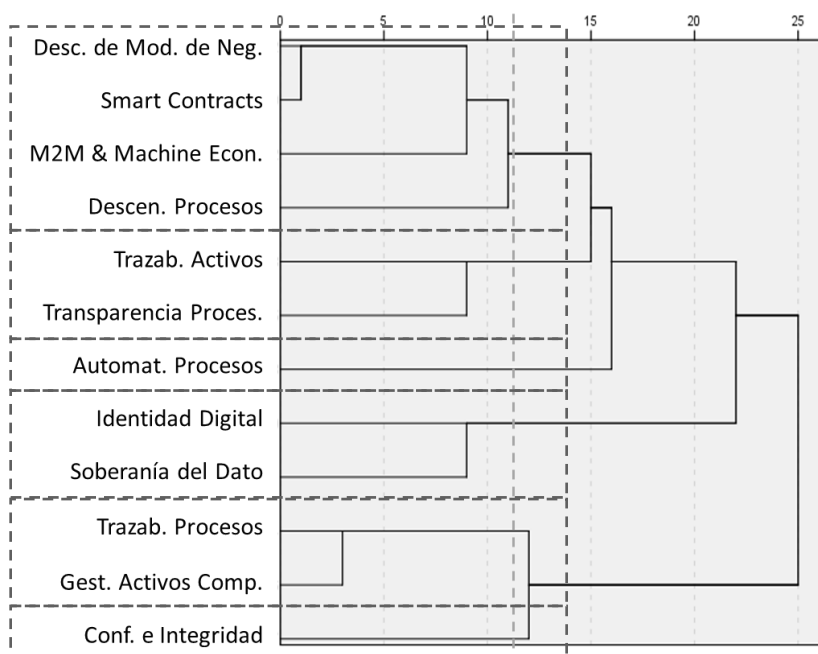 0 5 10 15 20 25
Desc. de Mod. de Neg.
Smart Contracts
M2M & Machine Econ.
Descen. Procesos
Trazab. Activos
Transparencia Proces.
Automat. Procesos
Identidad Digital
Soberanía del Dato
Trazab. Procesos
Gest. Activos Comp.
Conf. e Integridad